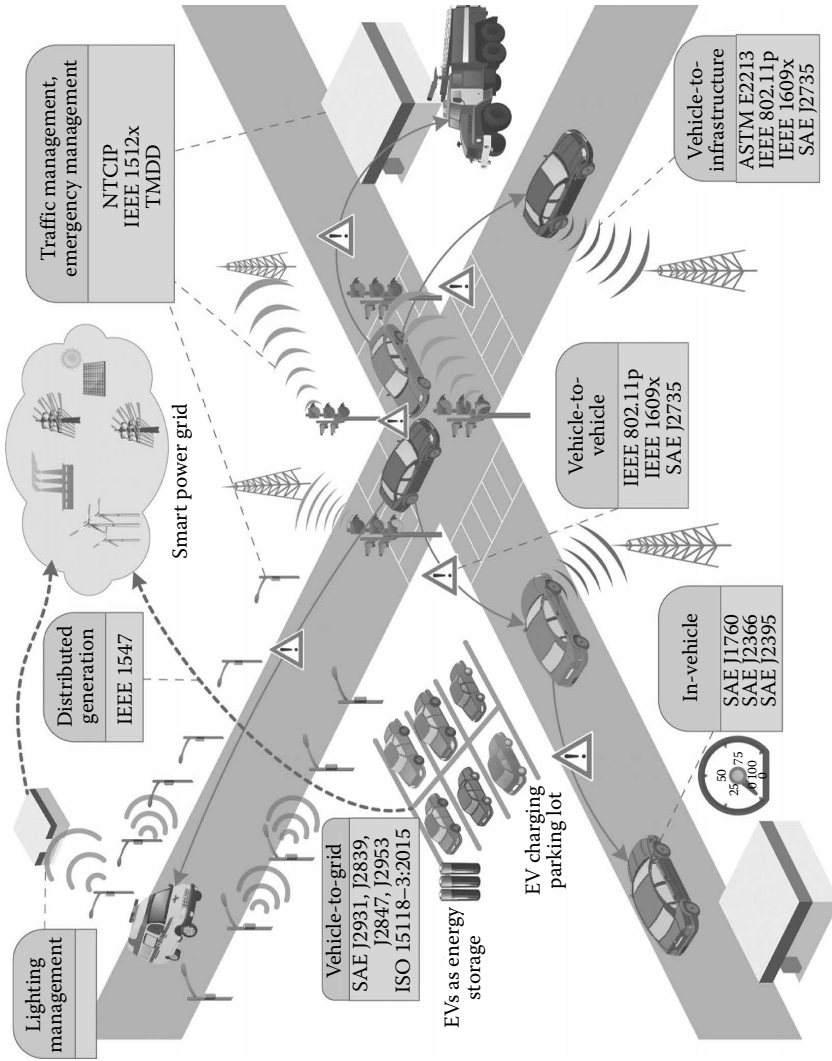 Lighting
management
Distributed
generation
IEEE 1547
Smart power grid
Traffic management,
emergency management
NTCIP
IEEE 1512x
TMDD
Vehicle-to-grid
SAE J2931, J2839,
J2847, J2953
ISO 15118–3:2015
EVs as energy
storage
EV charging
parking lot
Vehicle-to-
vehicle
IEEE 802.11p
IEEE 1609x
SAE J2735
In-vehicle
SAE J1760
SAE J2366
SAE J2395
0
25
50
75
100
0
Vehicle-to-
infrastructure
ASTM E2213
IEEE 802.11p
IEEE 1609x
SAE J2735